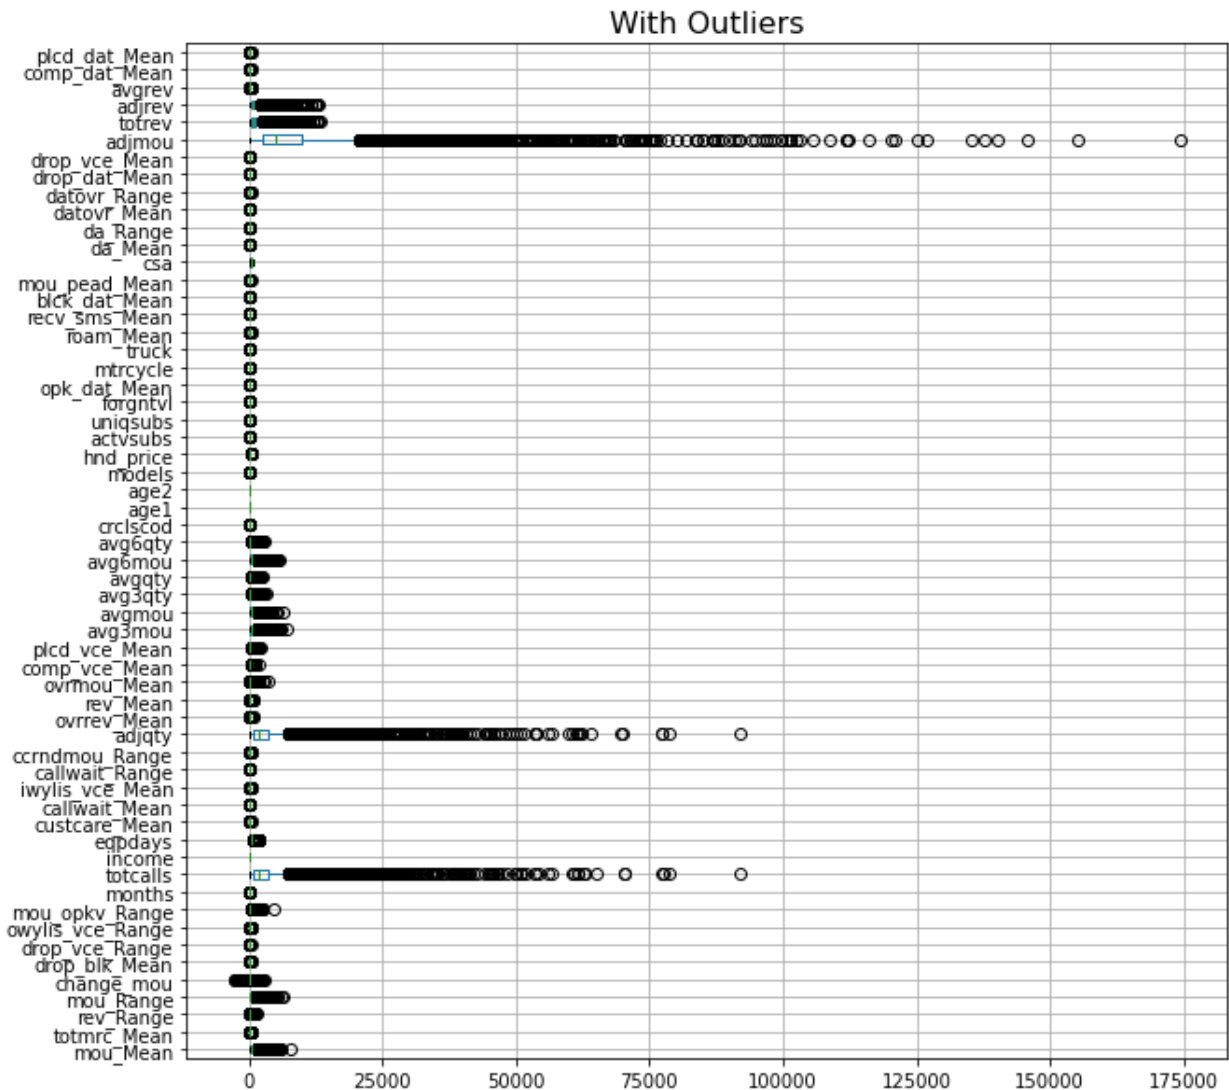 With Outliers
plcd_dat_Mean
comp_dat_Mean
avgrev
adjrev
totrev
adjmou
drop_vce_Mean
drop_dat_Mean
datovr_Range
datovr_Mean
da_Range
da_Mean
csa
mou_pead_Mean
blck_dat_Mean
recv_sms_Mean
roam_Mean
truck
mtrcycle
opk_dat_Mean
forgntvl
uniqsubs
actvsubs
hnd_price
models
age2
age1
crclscod
avg6qty
avg6mou
avgqty
avg3qty
avgmou
avg3mou
plcd_vce_Mean
comp_vce_Mean
ovrmou_Mean
rev_Mean
ovrrev_Mean
adjqty
ccrndmou_Range
callwait_Range
iwylis_vce_Mean
callwait_Mean
custcare_Mean
eqpdays
income
totcalls
months
mou_opkv_Range
owylis_vce_Range
drop_vce_Range
drop_blk_Mean
change_mou
mou_Range
rev_Range
totmrc_Mean
mou_Mean
0 25000 50000 75000 100000 125000 150000 175000